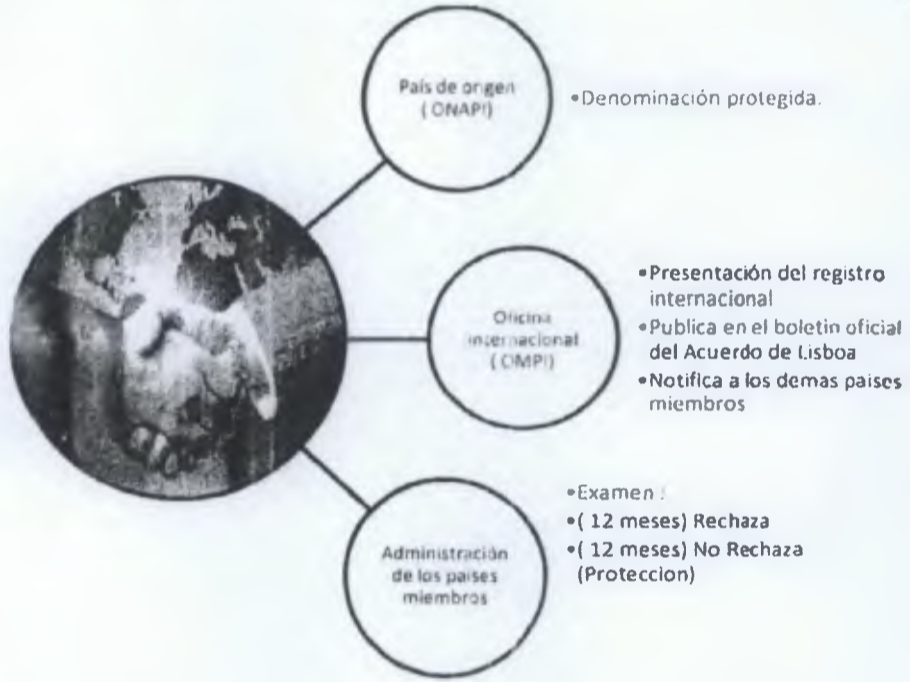 País de origen
( ONAPI)
•Denominación protegida.
Oficina
internacional
( OMPI)
•Presentación del registro
internacional
•Publica en el boletin oficial
del Acuerdo de Lisboa
•Notifica a los demas paises
miembros
Administración
de los países
miembros
•Examen :
•( 12 meses) Rechaza
•( 12 meses) No Rechaza
(Proteccion)